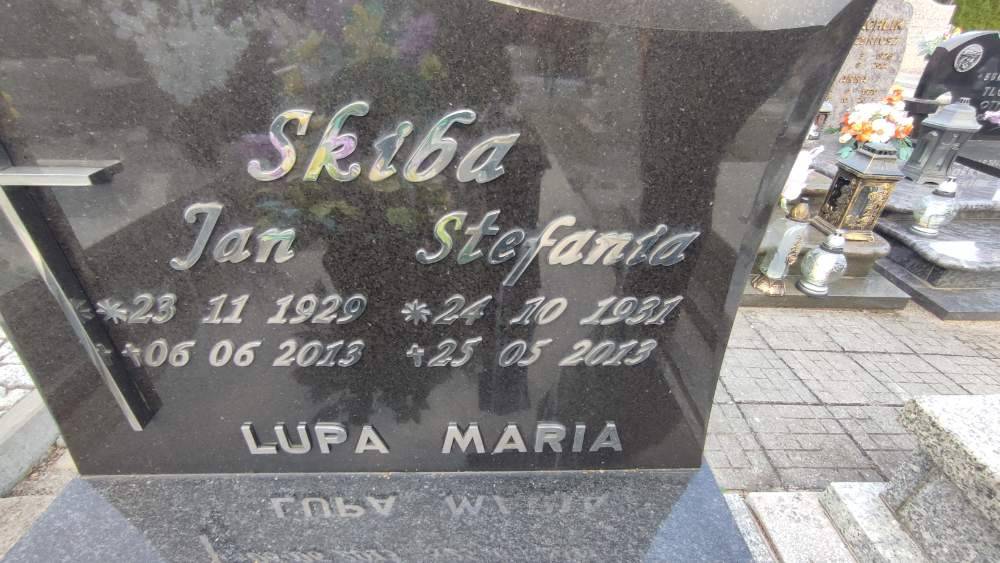 Skiba
Jan Stefania
*23 11 1929 *24 10 1931
✝06 06 2013 ✝25 05 2013
LUPA MARIA